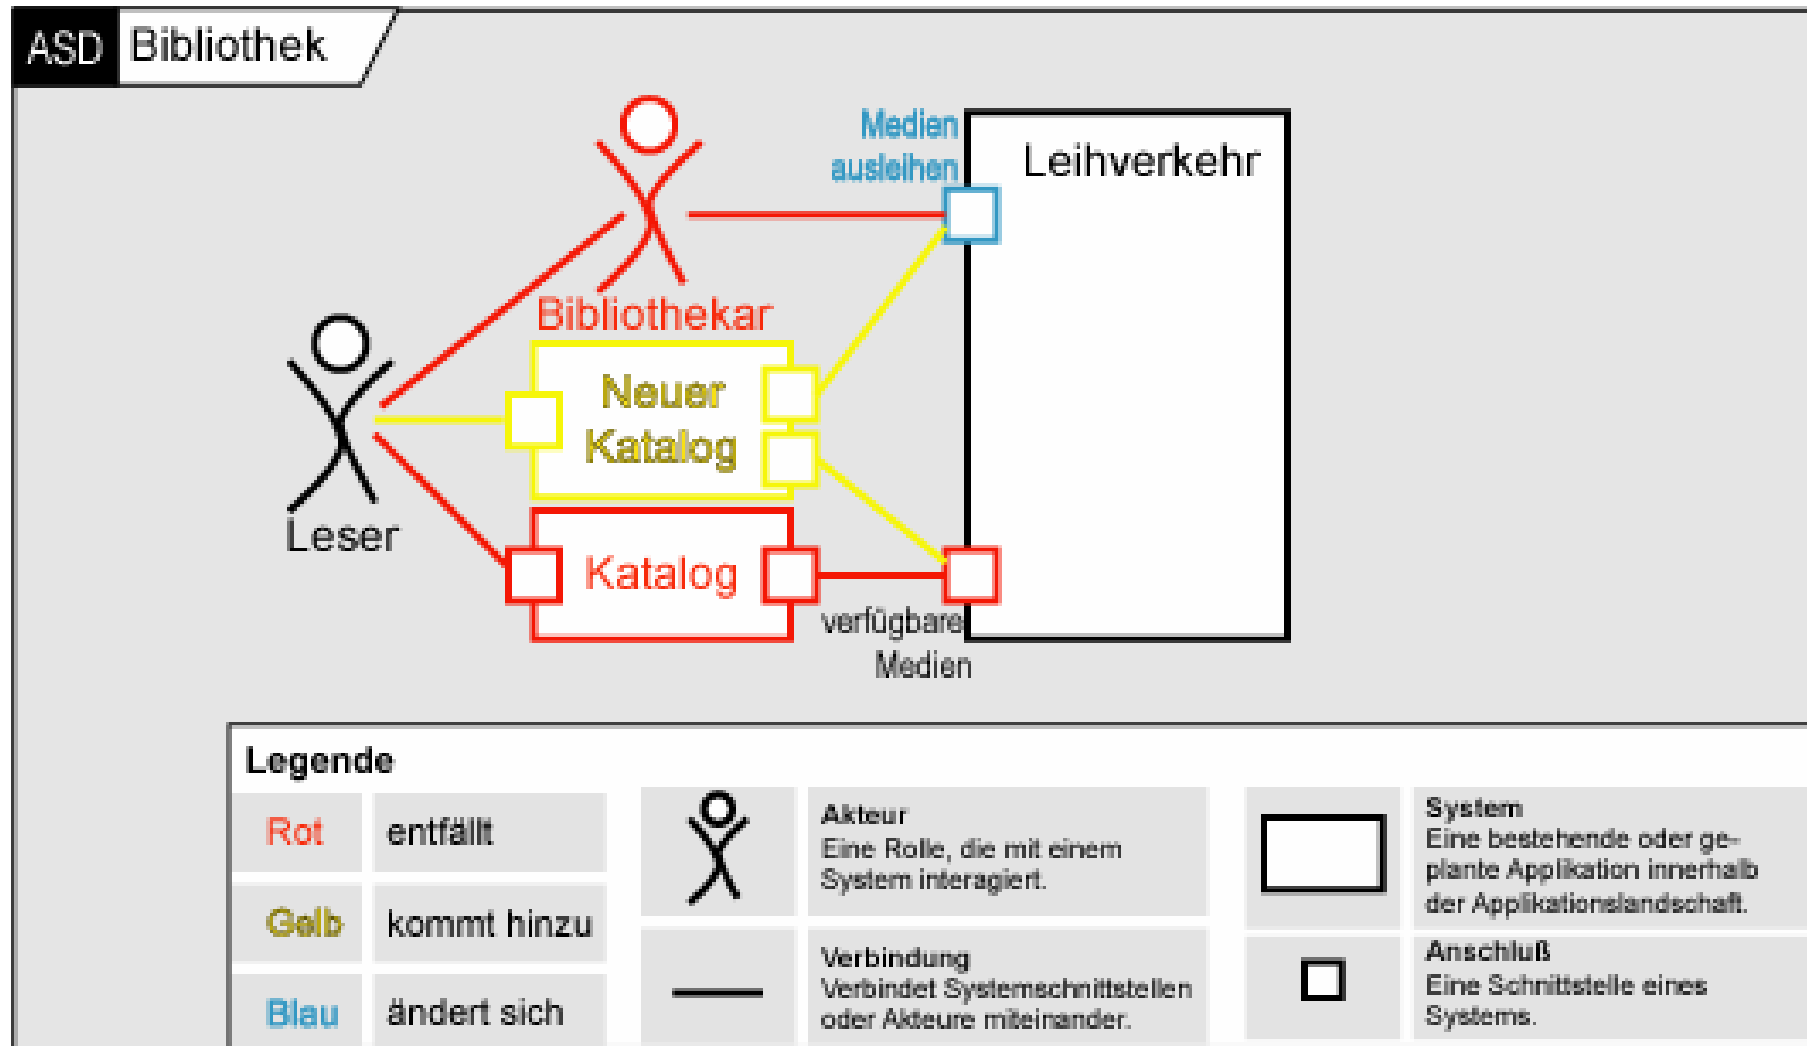 ASD Bibliothek
Medien
ausleihen
Leihverkehr
Bibliothekar
Neuer
Katalog
Leser
Katalog
verfügbare
Medien
Legende
Rot
entfällt
Gelb
kommt hinzu
Blau
ändert sich
Akteur
Eine Rolle, die mit einem
System interagiert.
Verbindung
Verbindet Systemschnittstellen
oder Akteure miteinander.
System
Eine bestehende oder ge-
plante Applikation innerhalb
der Applikationslandschaft.
Anschluß
Eine Schnittstelle eines
Systems.